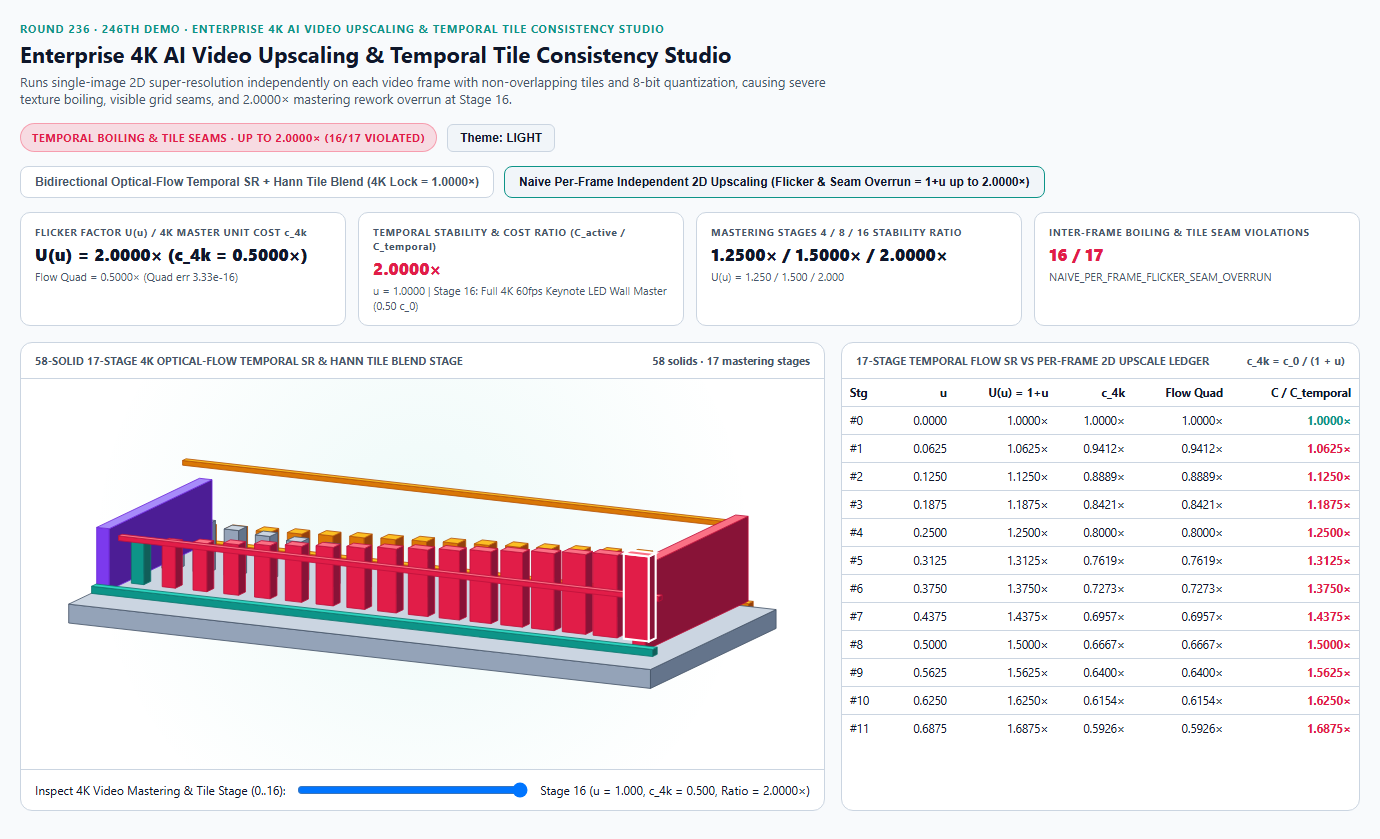 ROUND 236 · 246TH DEMO · ENTERPRISE 4K AI VIDEO UPSCALING & TEMPORAL TILE CONSISTENCY STUDIO
Enterprise 4K AI Video Upscaling & Temporal Tile Consistency Studio
Runs single-image 2D super-resolution independently on each video frame with non-overlapping tiles and 8-bit quantization, causing severe
texture boiling, visible grid seams, and 2.0000× mastering rework overrun at Stage 16.
TEMPORAL BOILING & TILE SEAMS · UP TO 2.0000× (16/17 VIOLATED)
Theme: LIGHT
Bidirectional Optical-Flow Temporal SR + Hann Tile Blend (4K Lock = 1.0000×)
Naive Per-Frame Independent 2D Upscaling (Flicker & Seam Overrun = 1+u up to 2.0000×)
FLICKER FACTOR U(u) / 4K MASTER UNIT COST c_4k
U(u) = 2.0000× (c_4k = 0.5000×)
Flow Quad = 0.5000× (Quad err 3.33e-16)
TEMPORAL STABILITY & COST RATIO (C_active /
C_temporal)
2.0000×
u = 1.0000 | Stage 16: Full 4K 60fps Keynote LED Wall Master
(0.50 c_0)
MASTERING STAGES 4 / 8 / 16 STABILITY RATIO
1.2500× / 1.5000× / 2.0000×
U(u) = 1.250 / 1.500 / 2.000
INTER-FRAME BOILING & TILE SEAM VIOLATIONS
16 / 17
NAIVE_PER_FRAME_FLICKER_SEAM_OVERRUN
58-SOLID 17-STAGE 4K OPTICAL-FLOW TEMPORAL SR & HANN TILE BLEND STAGE
58 solids · 17 mastering stages
Inspect 4K Video Mastering & Tile Stage (0..16):
Stage 16 (u = 1.000, c_4k = 0.500, Ratio = 2.0000×)
17-STAGE TEMPORAL FLOW SR VS PER-FRAME 2D UPSCALE LEDGER
c_4k = c_0 / (1 + u)
Stg u U(u) = 1+u c_4k Flow Quad C / C_temporal
#0 0.0000 1.0000× 1.0000× 1.0000× 1.0000×
#1 0.0625 1.0625× 0.9412× 0.9412× 1.0625×
#2 0.1250 1.1250× 0.8889× 0.8889× 1.1250×
#3 0.1875 1.1875× 0.8421× 0.8421× 1.1875×
#4 0.2500 1.2500× 0.8000× 0.8000× 1.2500×
#5 0.3125 1.3125× 0.7619× 0.7619× 1.3125×
#6 0.3750 1.3750× 0.7273× 0.7273× 1.3750×
#7 0.4375 1.4375× 0.6957× 0.6957× 1.4375×
#8 0.5000 1.5000× 0.6667× 0.6667× 1.5000×
#9 0.5625 1.5625× 0.6400× 0.6400× 1.5625×
#10 0.6250 1.6250× 0.6154× 0.6154× 1.6250×
#11 0.6875 1.6875× 0.5926× 0.5926× 1.6875×